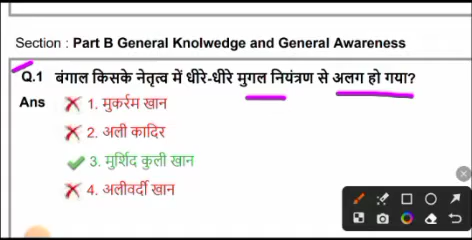 Section : Part B General Knolwedge and General Awareness
Q.1 बंगाल किसके नेतृत्व में धीरे-धीरे मुगल नियंत्रण से अलग हो गया?
Ans 1. मुकर्रम खान
2. अली कादिर
3. मुर्शिद कुली खान
4. अलीवर्दी खान